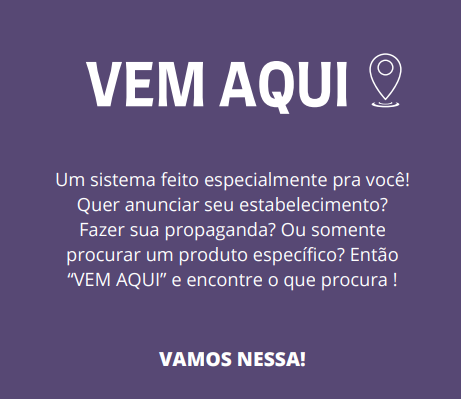 VEM AQUI
Um sistema feito especialmente pra você!
Quer anunciar seu estabelecimento?
Fazer sua propaganda? Ou somente
procurar um produto específico? Então
“VEM AQUI” e encontre o que procura !
VAMOS NESSA!